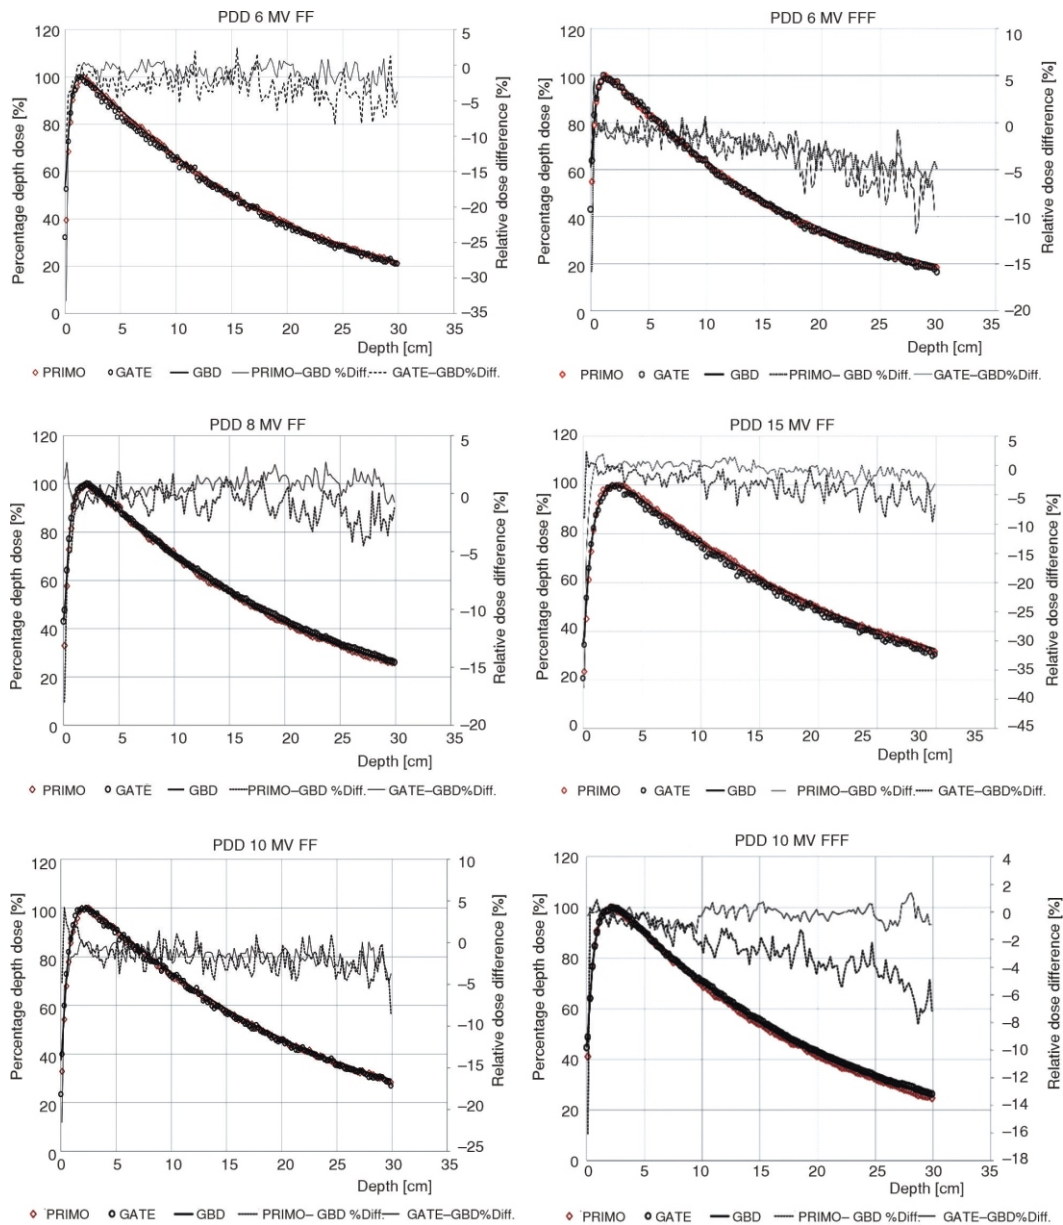 PDD 6 MV FF
Percentage depth dose [%]
120
100
80
60
40
20
0
0 5 10 15 20 25 30 35
Depth [cm]
5
0
−5
−10
−15
−20
−25
−30
−35
Relative dose difference [%]
PRIMO GATE GBD PRIMO–GBD %Diff. GATE–GBD%Diff.
PDD 6 MV FFF
Percentage depth dose [%]
120
100
80
60
40
20
0
0 5 10 15 20 25 30 35
Depth [cm]
10
5
0
−5
−10
−15
−20
Relative dose difference [%]
PRIMO GATE GBD PRIMO– GBD %Diff. GATE–GBD%Diff.
PDD 8 MV FF
Percentage depth dose [%]
120
100
80
60
40
20
0
0 5 10 15 20 25 30 35
Depth [cm]
5
0
−5
−10
−15
−20
Relative dose difference [%]
PRIMO GATE GBD PRIMO–GBD %Diff. GATE–GBD%Diff.
PDD 15 MV FF
Percentage depth dose [%]
120
100
80
60
40
20
0
0 5 10 15 20 25 30 35
Depth [cm]
5
0
−5
−10
−15
−20
−25
−30
−35
−40
−45
Relative dose difference [%]
PRIMO GATE GBD PRIMO–GBD %Diff. GATE–GBD%Diff.
PDD 10 MV FF
Percentage depth dose [%]
120
100
80
60
40
20
0
0 5 10 15 20 25 30 35
Depth [cm]
10
5
0
−5
−10
−15
−20
−25
Relative dose difference [%]
PRIMO GATE GBD PRIMO– GBD %Diff. GATE–GBD%Diff.
PDD 10 MV FFF
Percentage depth dose [%]
120
100
80
60
40
20
0
0 5 10 15 20 25 30 35
Depth [cm]
4
2
0
−2
−4
−6
−8
−10
−12
−14
−16
−18
Relative dose difference [%]
PRIMO GATE GBD PRIMO–GBD %Diff. GATE–GBD%Diff.